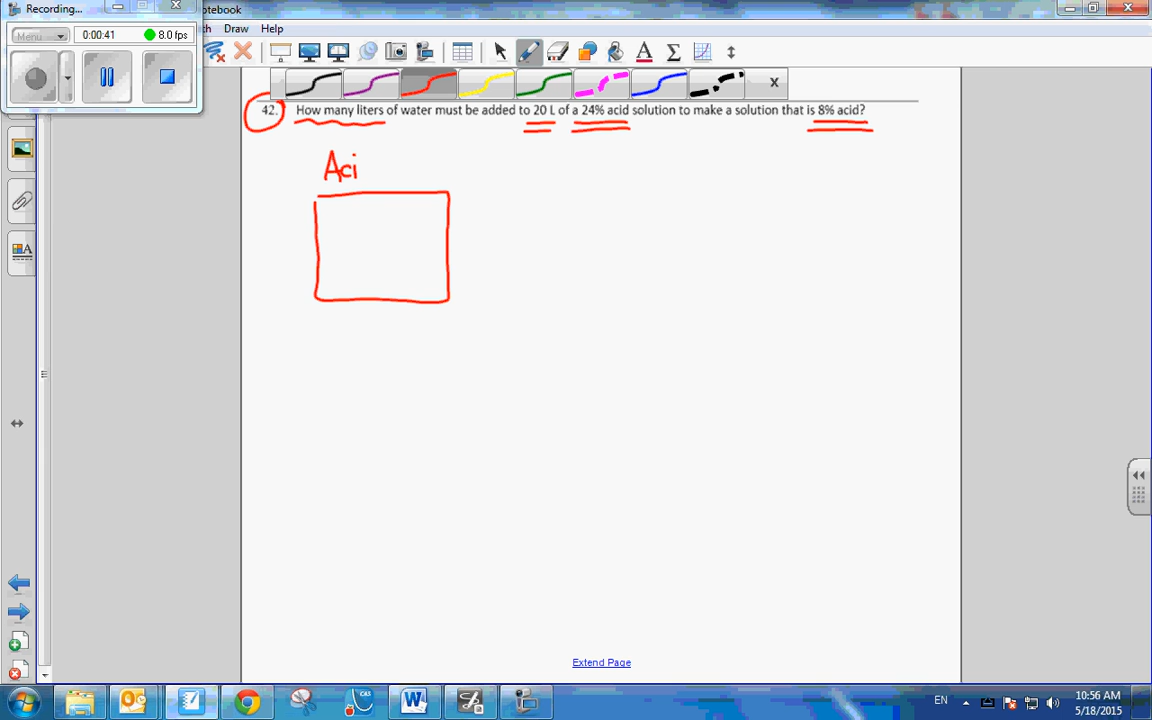 Recording...
otebook
Menu
0:00:41
8.0 fps
th Draw Help
42. How many liters of water must be added to 20 L of a 24% acid solution to make a solution that is 8% acid?
Aci
Extend Page
EN
10:56 AM
5/18/2015